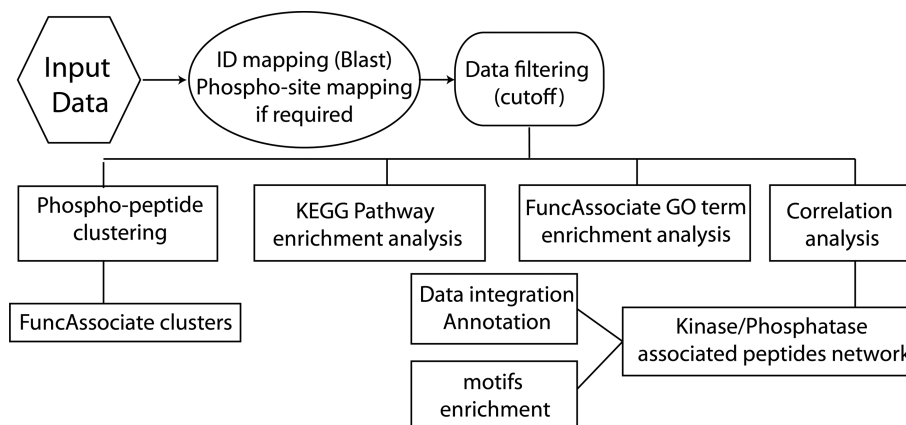 Input
Data
ID mapping (Blast)
Phospho-site mapping
if required
Data filtering
(cutoff)
Phospho-peptide
clustering
KEGG Pathway
enrichment analysis
FuncAssociate GO term
enrichment analysis
Correlation
analysis
FuncAssociate clusters
Data integration
Annotation
Kinase/Phosphatase
associated peptides network
motifs
enrichment